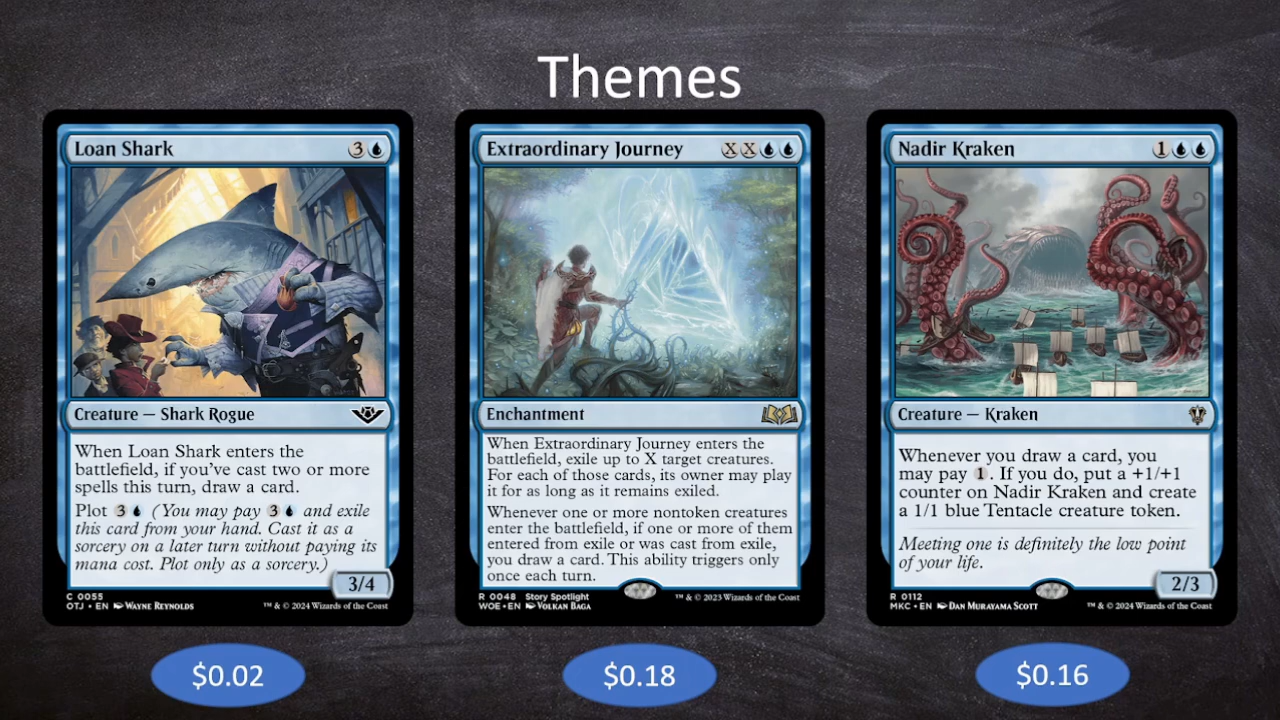 Themes
Loan Shark 3
Creature — Shark Rogue
When Loan Shark enters the
battlefield, if you've cast two or more
spells this turn, draw a card.
Plot 3 (You may pay 3 and exile
this card from your hand. Cast it as a
sorcery on a later turn without paying its
mana cost. Plot only as a sorcery.)
3/4
C 0055
OTJ • EN Wayne Reynolds
™ & © 2024 Wizards of the Coast
$0.02
Extraordinary Journey X X
Enchantment
When Extraordinary Journey enters the
battlefield, exile up to X target creatures.
For each of those cards, its owner may play
it for as long as it remains exiled.
Whenever one or more nontoken creatures
enter the battlefield, if one or more of them
entered from exile or was cast from exile,
you draw a card. This ability triggers only
once each turn.
R 0048 Story Spotlight
WOE • EN Volkan Baga
™ & © 2023 Wizards of the Coast
$0.18
Nadir Kraken 1
Creature — Kraken
Whenever you draw a card, you
may pay 1. If you do, put a +1/+1
counter on Nadir Kraken and create
a 1/1 blue Tentacle creature token.
Meeting one is definitely the low point
of your life.
2/3
R 0112
MKC • EN Dan Murayama Scott
™ & © 2024 Wizards of the Coast
$0.16